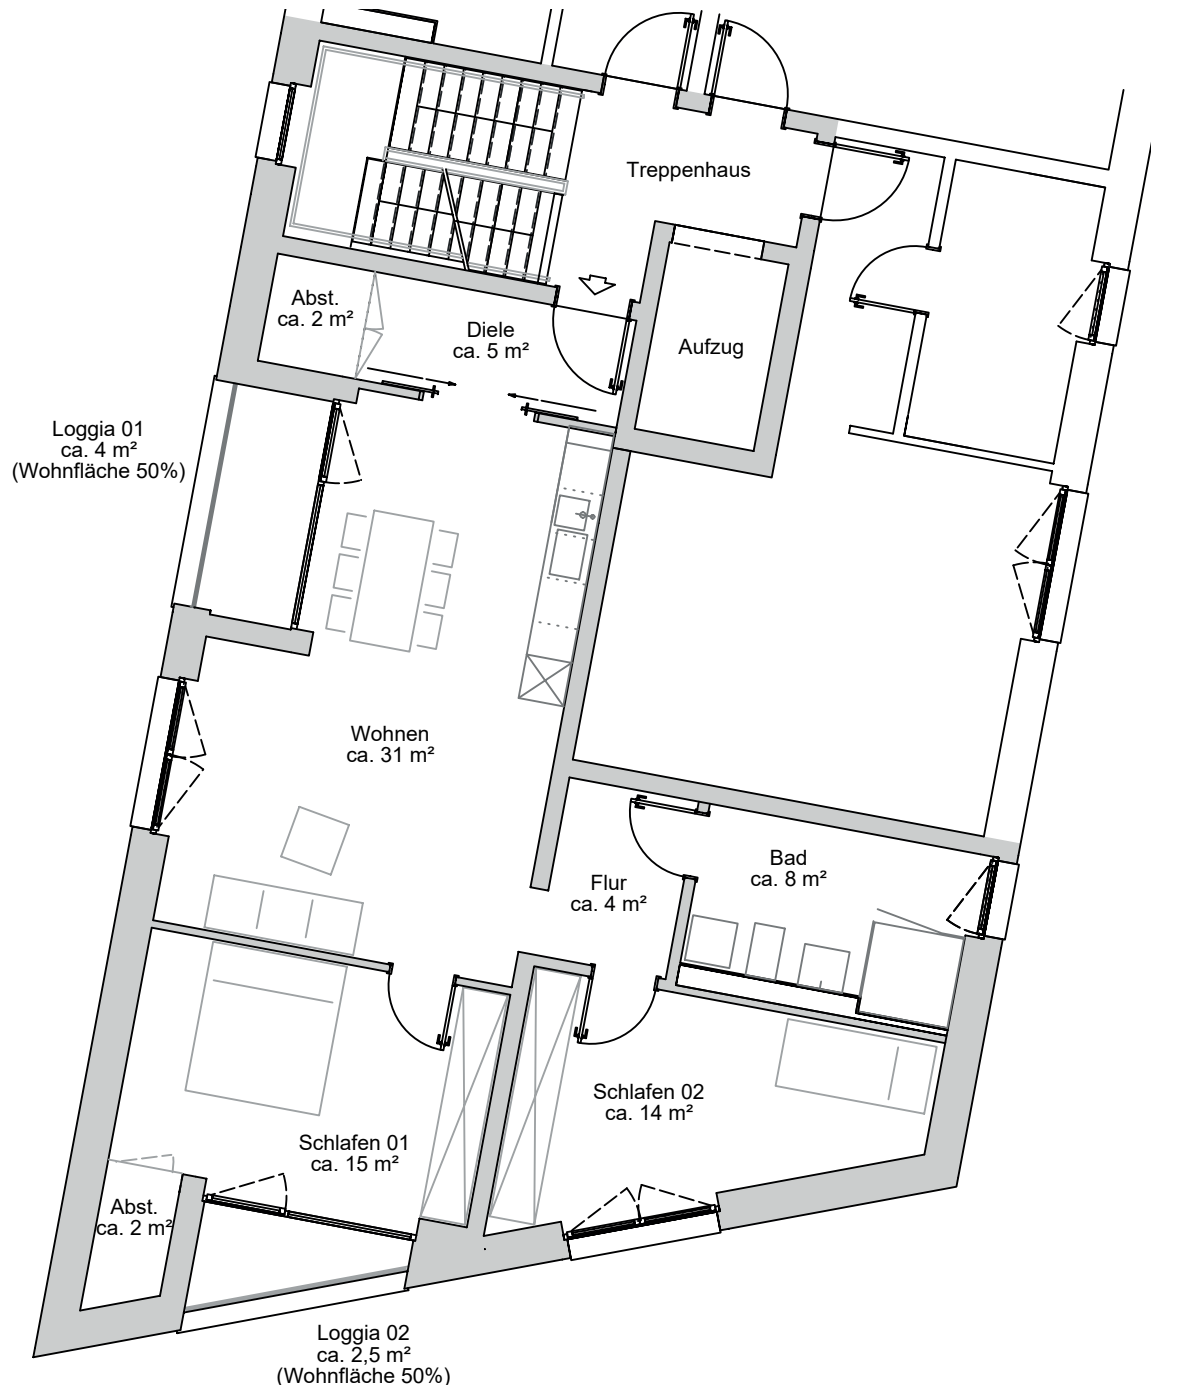 Treppenhaus
Abst.
ca. 2 m²
Diele
ca. 5 m²
Aufzug
Loggia 01
ca. 4 m²
(Wohnfläche 50%)
Wohnen
ca. 31 m²
Bad
ca. 8 m²
Flur
ca. 4 m²
Schlafen 02
ca. 14 m²
Schlafen 01
ca. 15 m²
Abst.
ca. 2 m²
Loggia 02
ca. 2,5 m²
(Wohnfläche 50%)